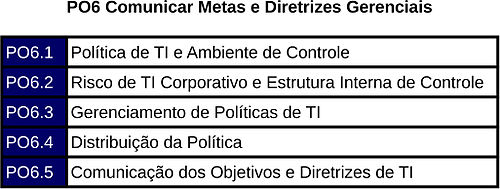 PO6 Comunicar Metas e Diretrizes Gerenciais
PO6.1 Política de TI e Ambiente de Controle
PO6.2 Risco de TI Corporativo e Estrutura Interna de Controle
PO6.3 Gerenciamento de Políticas de TI
PO6.4 Distribuição da Política
PO6.5 Comunicação dos Objetivos e Diretrizes de TI